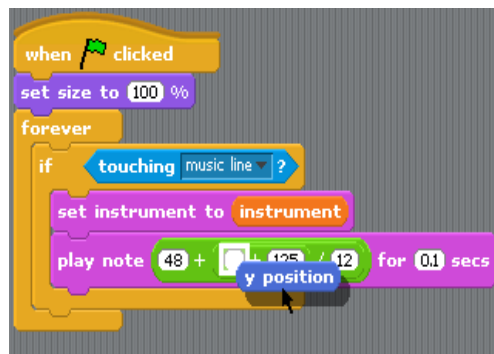 when clicked
set size to 100 %
forever
if touching music line ?
set instrument to instrument
play note 48 + + 125 / 12 for 0.1 secs
y position